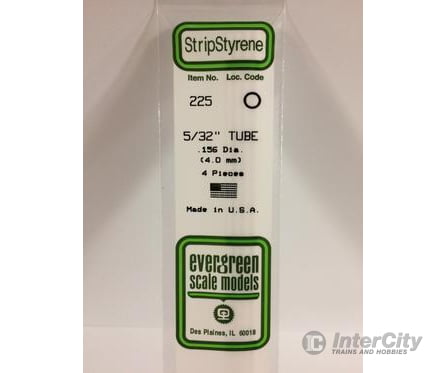 StripStyrene
Item No. Loc. Code
225
5/32" TUBE
.156 Dia.
(4.0 mm)
4 Pieces
Made in U.S.A.
evergreen
scale models
Des Plaines, IL 60018
IC InterCity
TRAINS AND HOBBIES